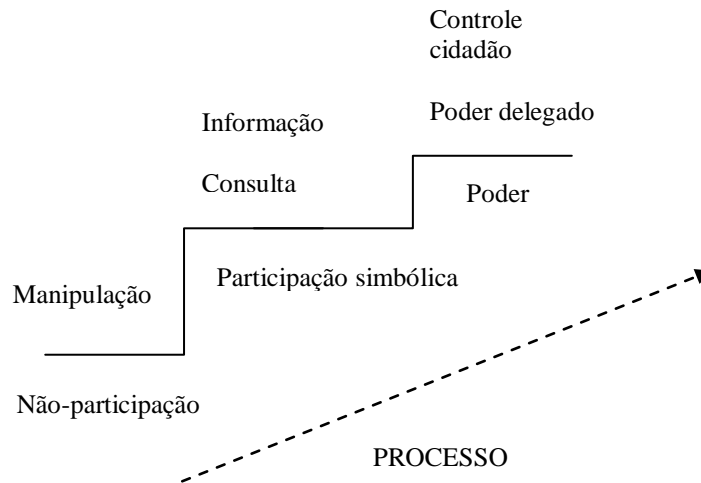 Controle
cidadão
Informação
Poder delegado
Consulta
Poder
Participação simbólica
Manipulação
Não-participação
PROCESSO